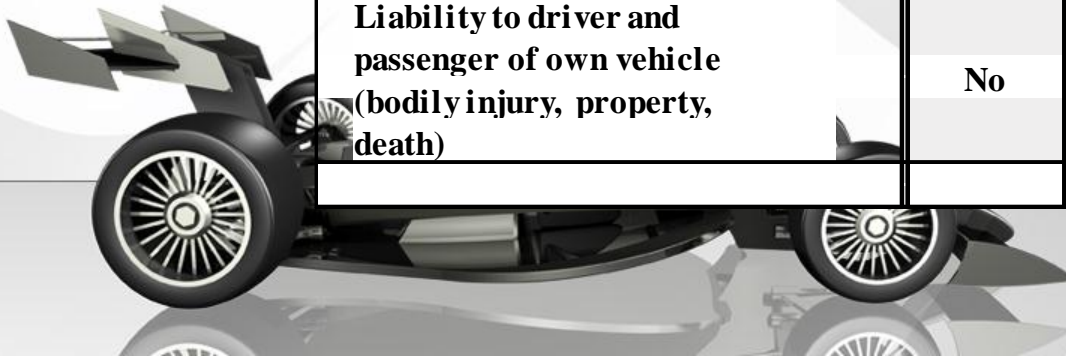 Liability to driver and
passenger of own vehicle
(bodily injury, property,
death)
No